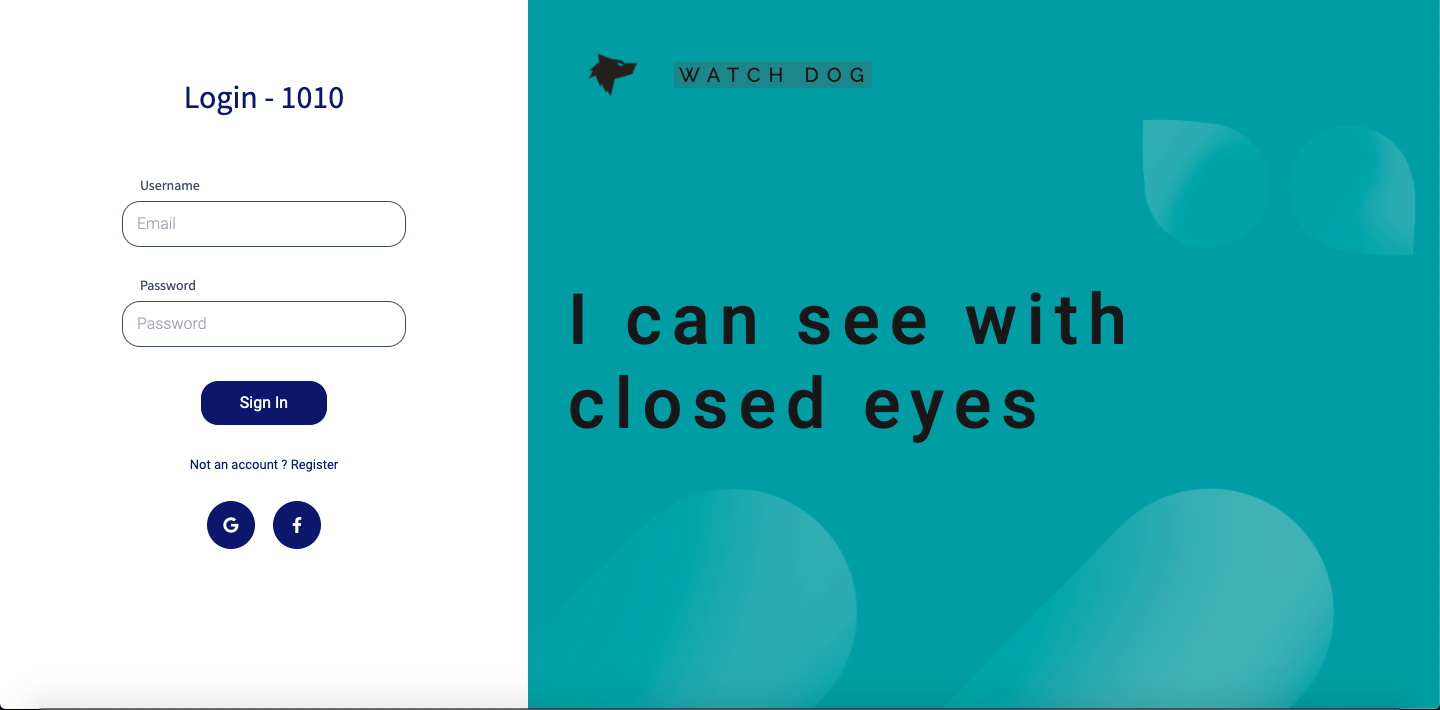 Login - 1010
Username
Email
Password
Password
Sign In
Not an account ? Register
G
f
WATCH DOG
I can see with
closed eyes